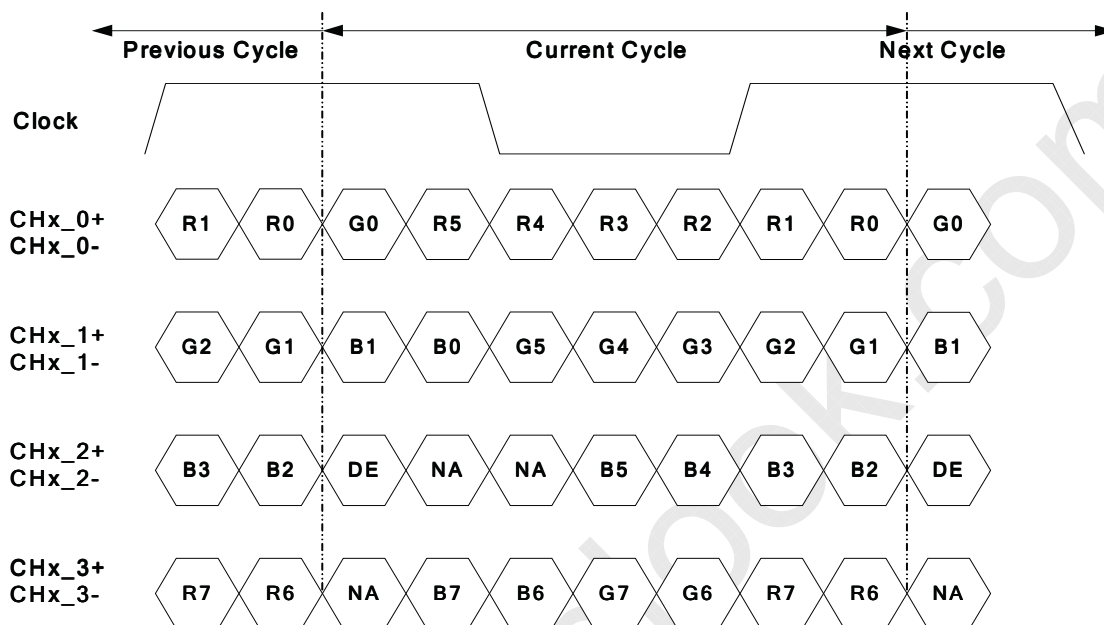 Previous Cycle Current Cycle Next Cycle
Clock
CHx_0+
CHx_0-
R1 R0 G0 R5 R4 R3 R2 R1 R0 G0
CHx_1+
CHx_1-
G2 G1 B1 B0 G5 G4 G3 G2 G1 B1
CHx_2+
CHx_2-
B3 B2 DE NA NA B5 B4 B3 B2 DE
CHx_3+
CHx_3-
R7 R6 NA B7 B6 G7 G6 R7 R6 NA